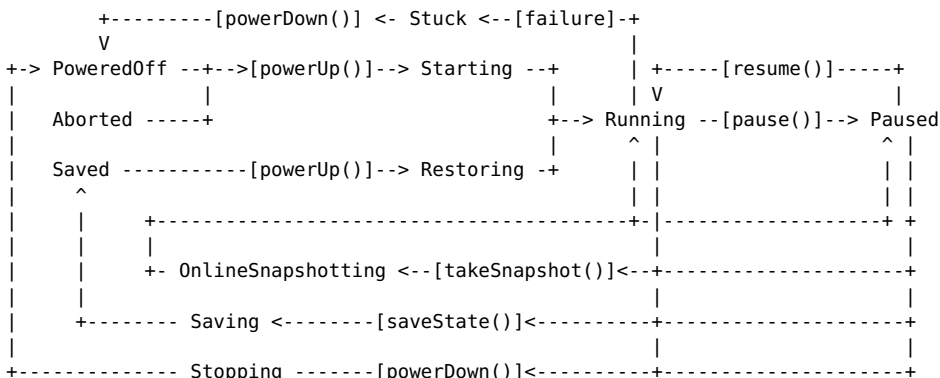 +---------[powerDown()] <- Stuck <--[failure]-+
V |
+-> PoweredOff --+-->[powerUp()]--> Starting --+ | +-----[resume()]-----+
| | | | V |
| Aborted -----+ +--> Running --[pause()]--> Paused
| | ^ | ^ |
| Saved -----------[powerUp()]--> Restoring -+ | | | |
| ^ | | | |
| | +-----------------------------------------+-|-------------------+ +
| | | | |
| | +- OnlineSnapshotting <--[takeSnapshot()]<--+---------------------+
| | | |
| +-------- Saving <--------[saveState()]<----------+---------------------+
| | |
+-------------- Stopping -------[powerDown()]<----------+---------------------+